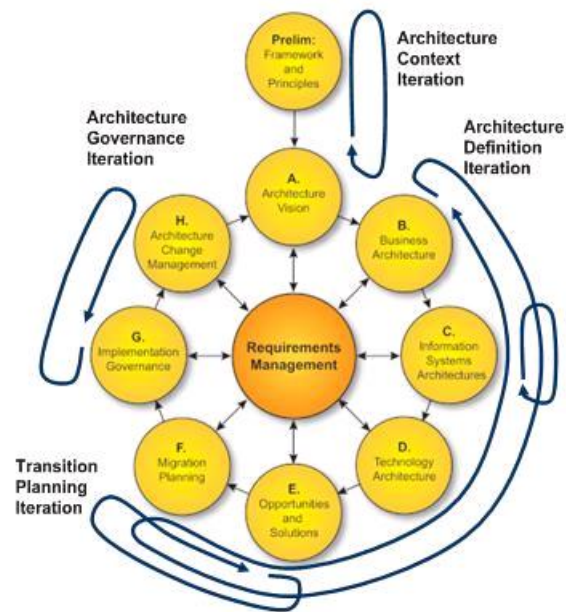 Prelim:
Framework
and
Principles
Architecture
Context
Iteration
Architecture
Governance
Iteration
Architecture
Definition
Iteration
A.
Architecture
Vision
H.
Architecture
Change
Management
B.
Business
Architecture
G.
Implementation
Governance
Requirements
Management
C.
Information
Systems
Architectures
F.
Migration
Planning
D.
Technology
Architecture
E.
Opportunities
and
Solutions
Transition
Planning
Iteration